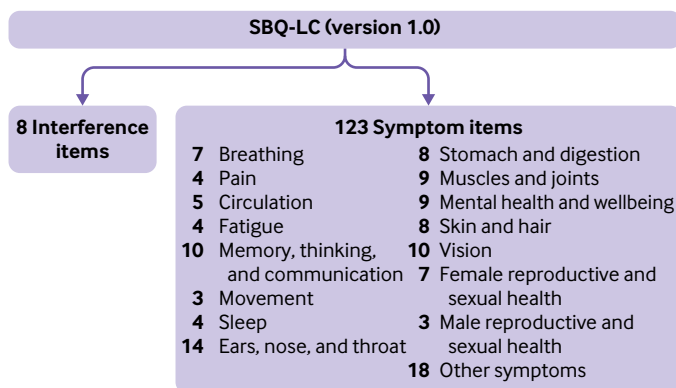 SBQ-LC (version 1.0)
8 Interference
items
123 Symptom items
7 Breathing
4 Pain
5 Circulation
4 Fatigue
10 Memory, thinking,
and communication
3 Movement
4 Sleep
14 Ears, nose, and throat
8 Stomach and digestion
9 Muscles and joints
9 Mental health and wellbeing
8 Skin and hair
10 Vision
7 Female reproductive and
sexual health
3 Male reproductive and
sexual health
18 Other symptoms